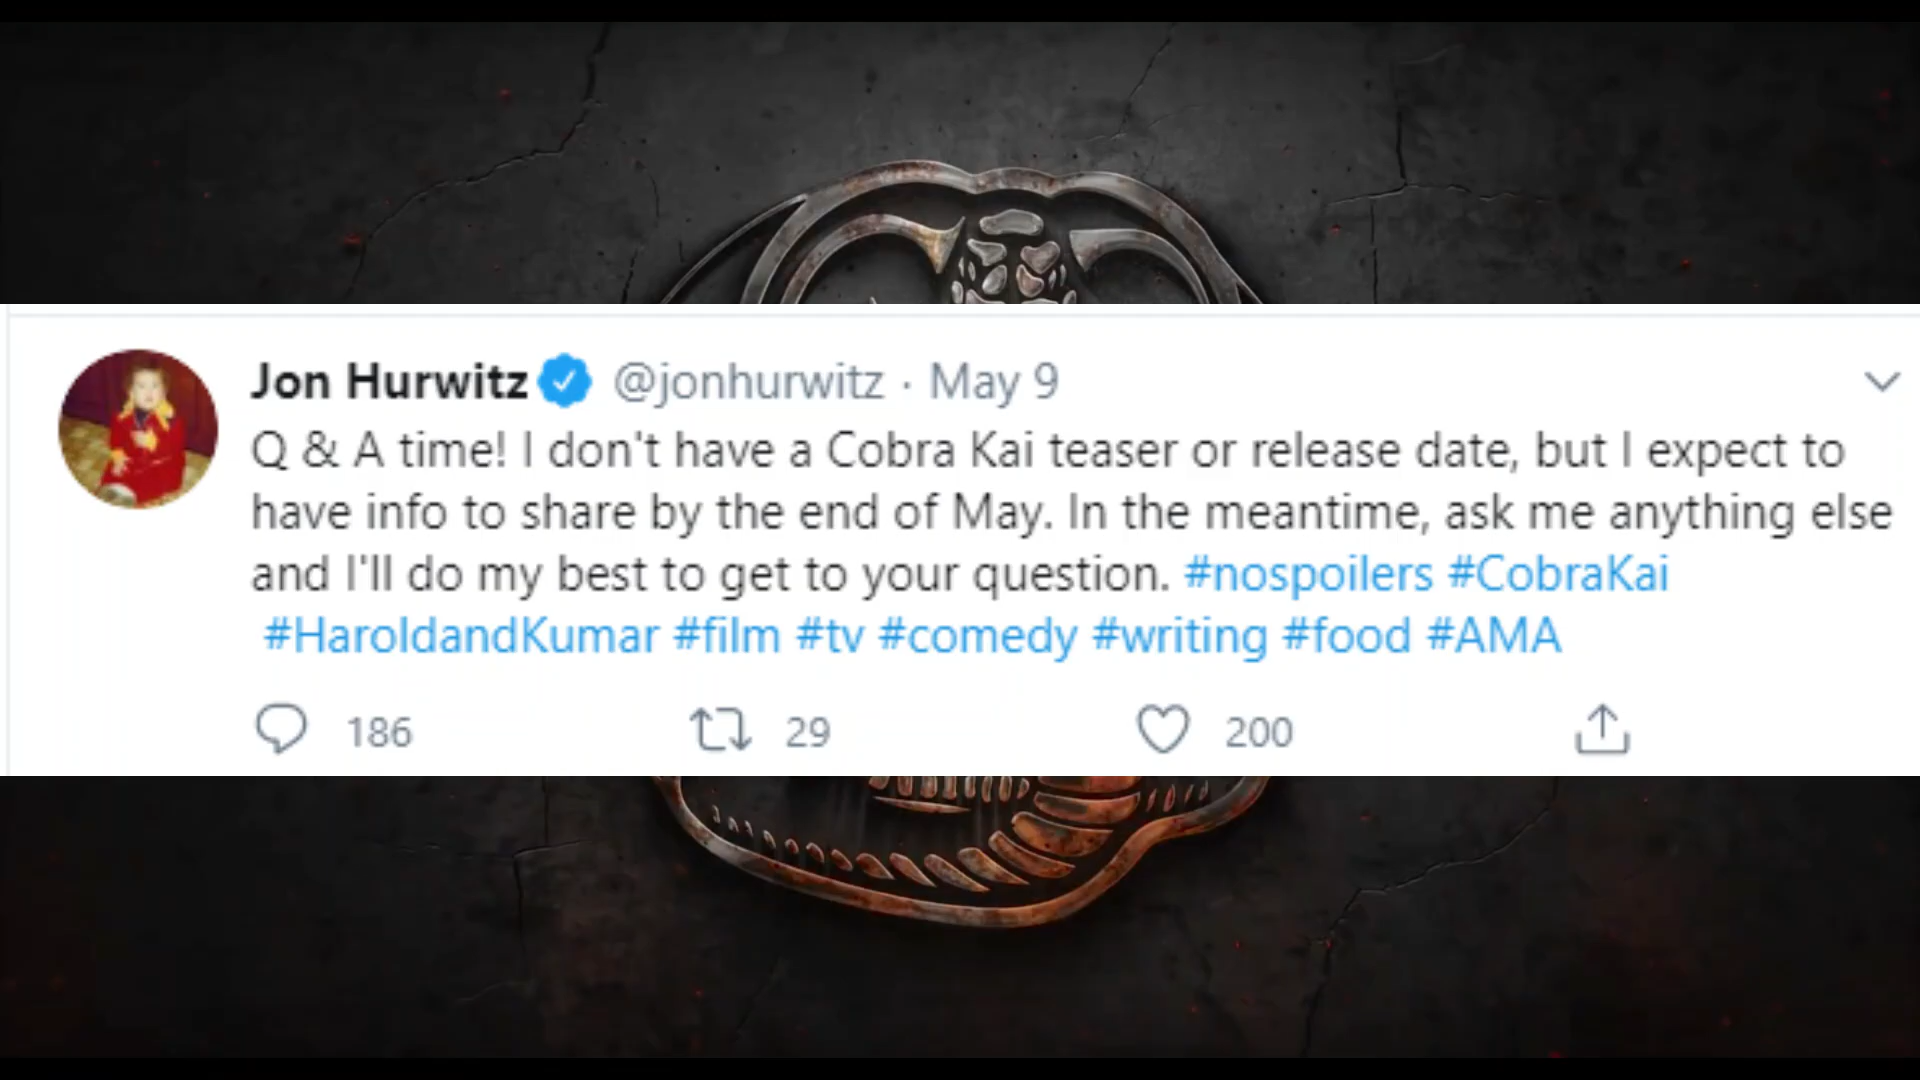 Jon Hurwitz @jonhurwitz · May 9
Q & A time! I don't have a Cobra Kai teaser or release date, but I expect to
have info to share by the end of May. In the meantime, ask me anything else
and I'll do my best to get to your question. #nospoilers #CobraKai
#HaroldandKumar #film #tv #comedy #writing #food #AMA
186 29 200